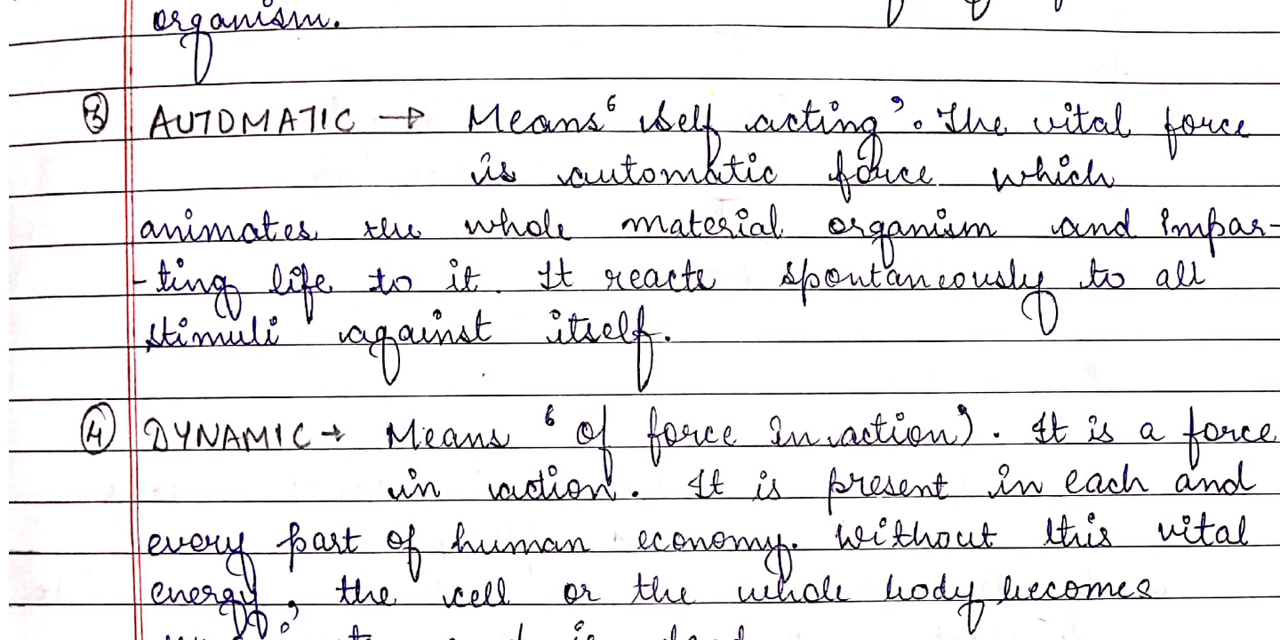 organism.
③ AUTOMATIC → Means ‘self acting’. The vital force
is automatic force which
animates the whole material organism and impar-
-ting life to it. It reacts spontaneously to all
stimuli against itself.
④ DYNAMIC → Means ‘of force in action’). It is a force
in action. It is present in each and
every part of human economy. Without this vital
energy, the cell or the whole body becomes